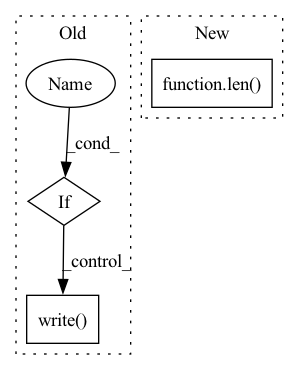 Old
New
Name
function.len()
_cond_
If
_control_
write()